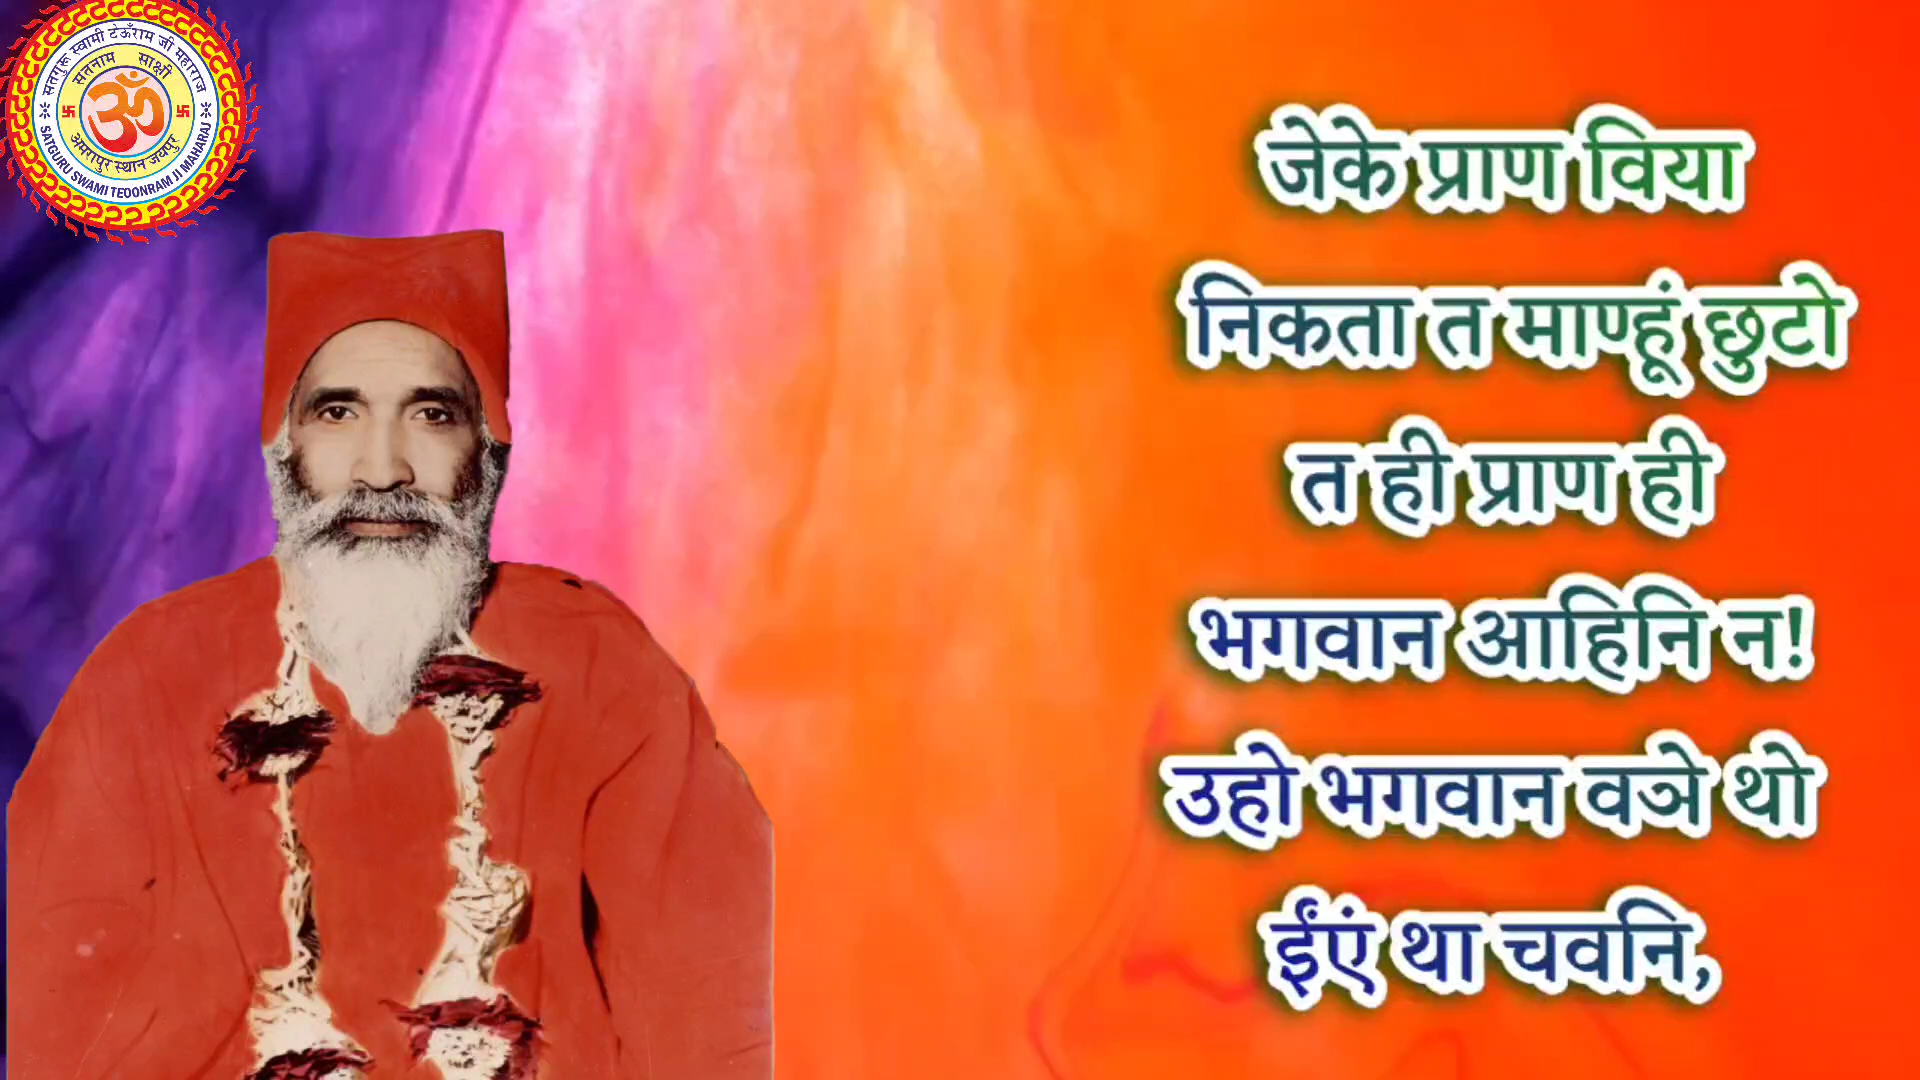 सतगुरू स्वामी टेऊँराम जी महाराज
सतनाम साक्षी
ॐ
अमरापुर स्थान जयपुर
SATGURU SWAMI TEOONRAM JI MAHARAJ
जेके प्राण विया
निकता त माण्हूं छुटो
त ही प्राण ही
भगवान आहिनि न!
उहो भगवान वञे थो
ईंएं था चवनि,